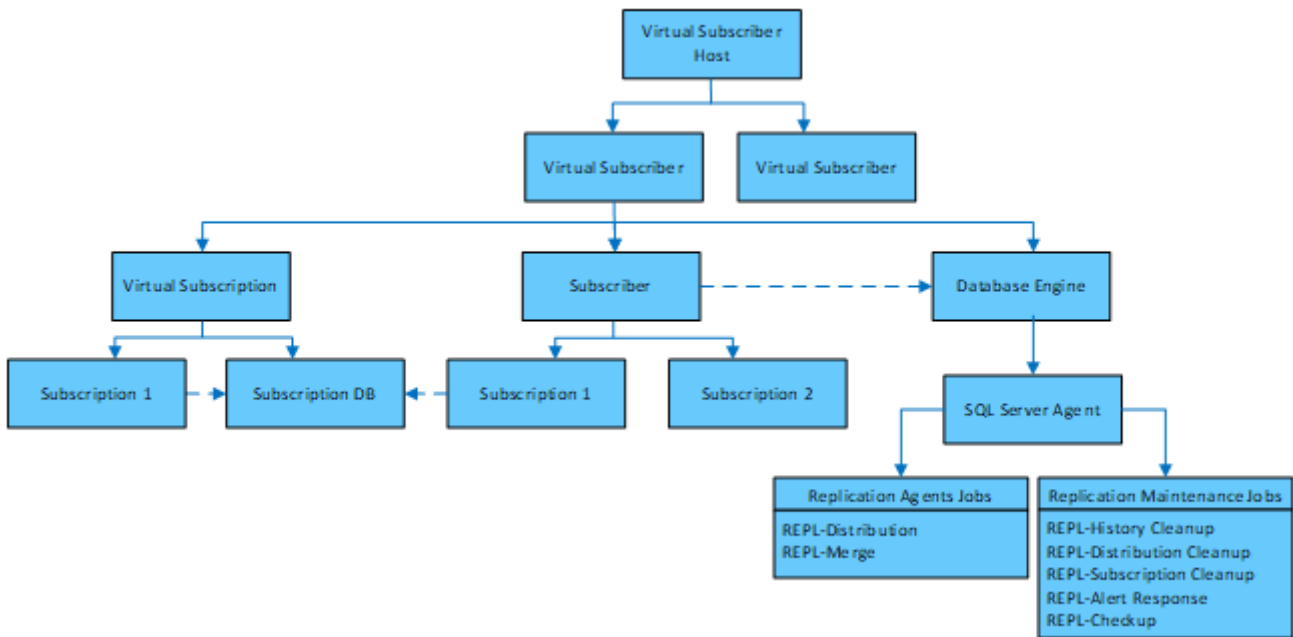 Virtual Subscriber
Host
Virtual Subscriber
Virtual Subscriber
Virtual Subscription
Subscriber
Database Engine
Subscription 1
Subscription DB
Subscription 1
Subscription 2
SQL Server Agent
Replication Agents Jobs
REPL-Distribution
REPL-Merge
Replication Maintenance Jobs
REPL-History Cleanup
REPL-Distribution Cleanup
REPL-Subscription Cleanup
REPL-Alert Response
REPL-Checkup